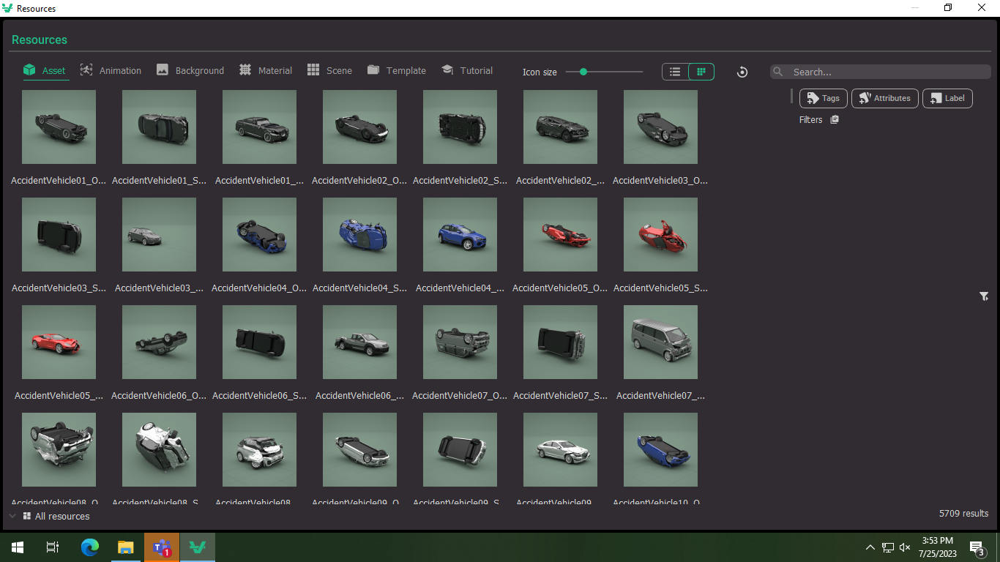 Resources
Resources
Asset Animation Background Material Scene Template Tutorial Icon size Search...
Tags Attributes Label
Filters
AccidentVehicle01_O... AccidentVehicle01_S... AccidentVehicle01_... AccidentVehicle02_O... AccidentVehicle02_S... AccidentVehicle02_... AccidentVehicle03_O...
AccidentVehicle03_S... AccidentVehicle03_... AccidentVehicle04_O... AccidentVehicle04_S... AccidentVehicle04_... AccidentVehicle05_O... AccidentVehicle05_S...
AccidentVehicle05_... AccidentVehicle06_O... AccidentVehicle06_S... AccidentVehicle06_... AccidentVehicle07_O... AccidentVehicle07_S... AccidentVehicle07_...
AccidentVehicle08_O AccidentVehicle08_S AccidentVehicle08 AccidentVehicle09_O AccidentVehicle09_S AccidentVehicle09 AccidentVehicle10_O
All resources 5709 results
3:53 PM
7/25/2023
1
3